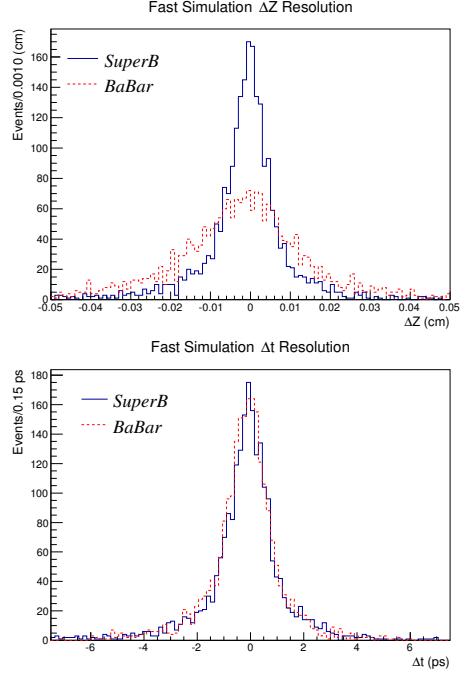 Fast Simulation ΔZ Resolution
Events/0.0010 (cm)
160
140
120
100
80
60
40
20
0
SuperB
BaBar
-0.05 -0.04 -0.03 -0.02 -0.01 0 0.01 0.02 0.03 0.04 0.05
ΔZ (cm)
Fast Simulation Δt Resolution
Events/0.15 ps
180
160
140
120
100
80
60
40
20
0
SuperB
BaBar
-6 -4 -2 0 2 4 6
Δt (ps)